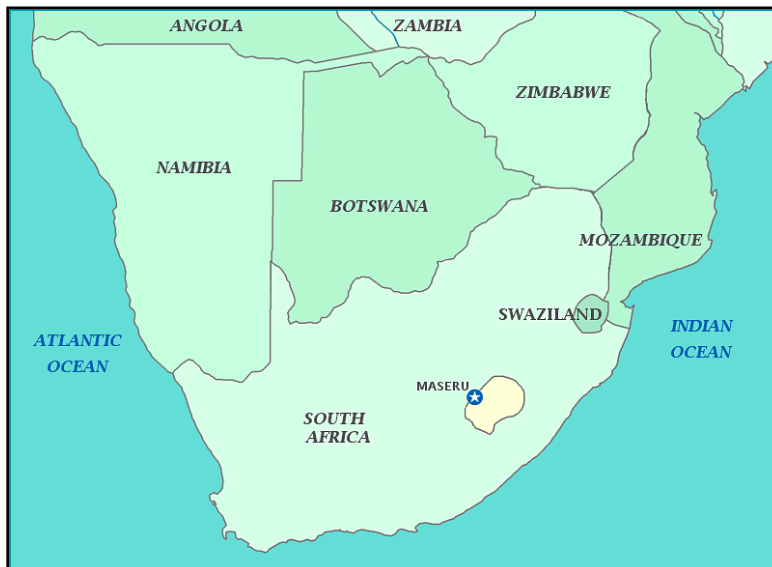 ANGOLA
ZAMBIA
ZIMBABWE
NAMIBIA
BOTSWANA
MOZAMBIQUE
SWAZILAND
ATLANTIC
OCEAN
INDIAN
OCEAN
MASERU
SOUTH
AFRICA